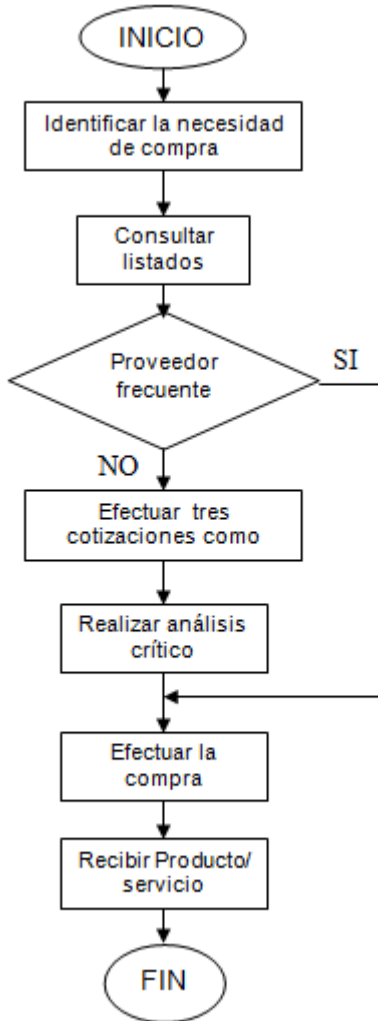 INICIO
Identificar la necesidad
de compra
Consultar
listados
Proveedor
frecuente
SI
NO
Efectuar tres
cotizaciones como
Realizar análisis
crítico
Efectuar la
compra
Recibir Producto/
servicio
FIN